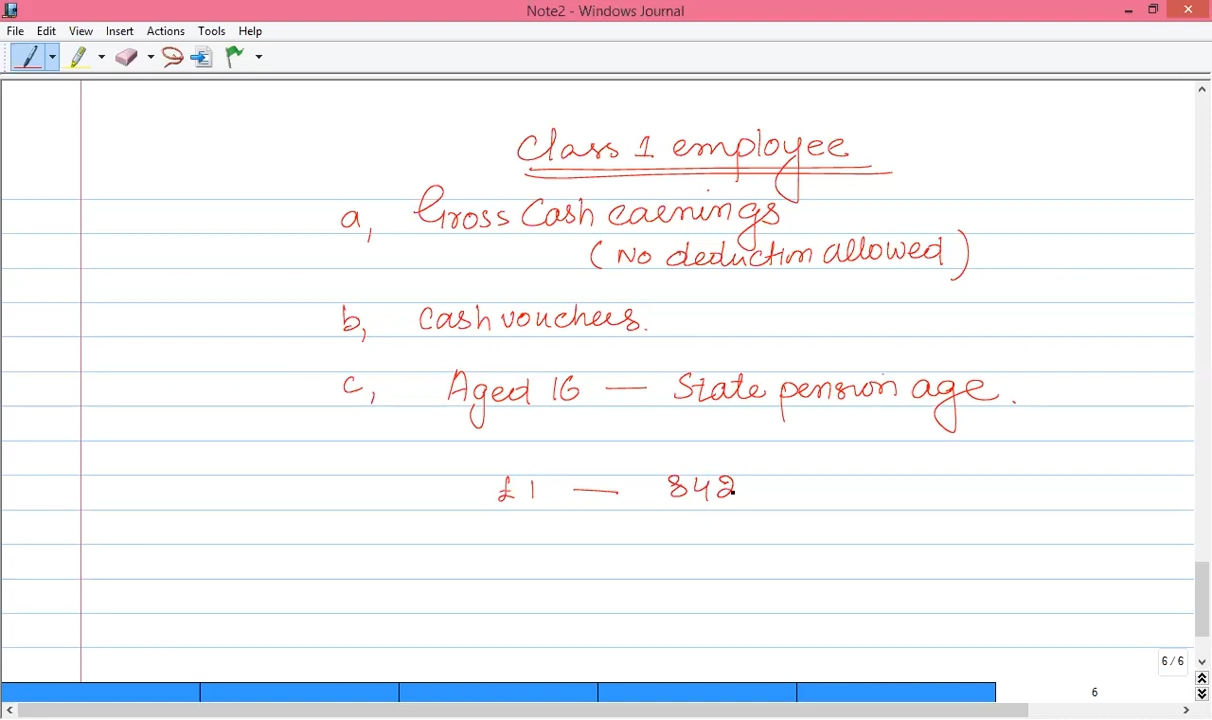 Note2 - Windows Journal
File Edit View Insert Actions Tools Help
Class 1 employee
a, Gross Cash earnings
(No deduction allowed)
b, Cash vouchers.
c, Aged 16 — State pension age.
£1 — 842
6 / 6
6